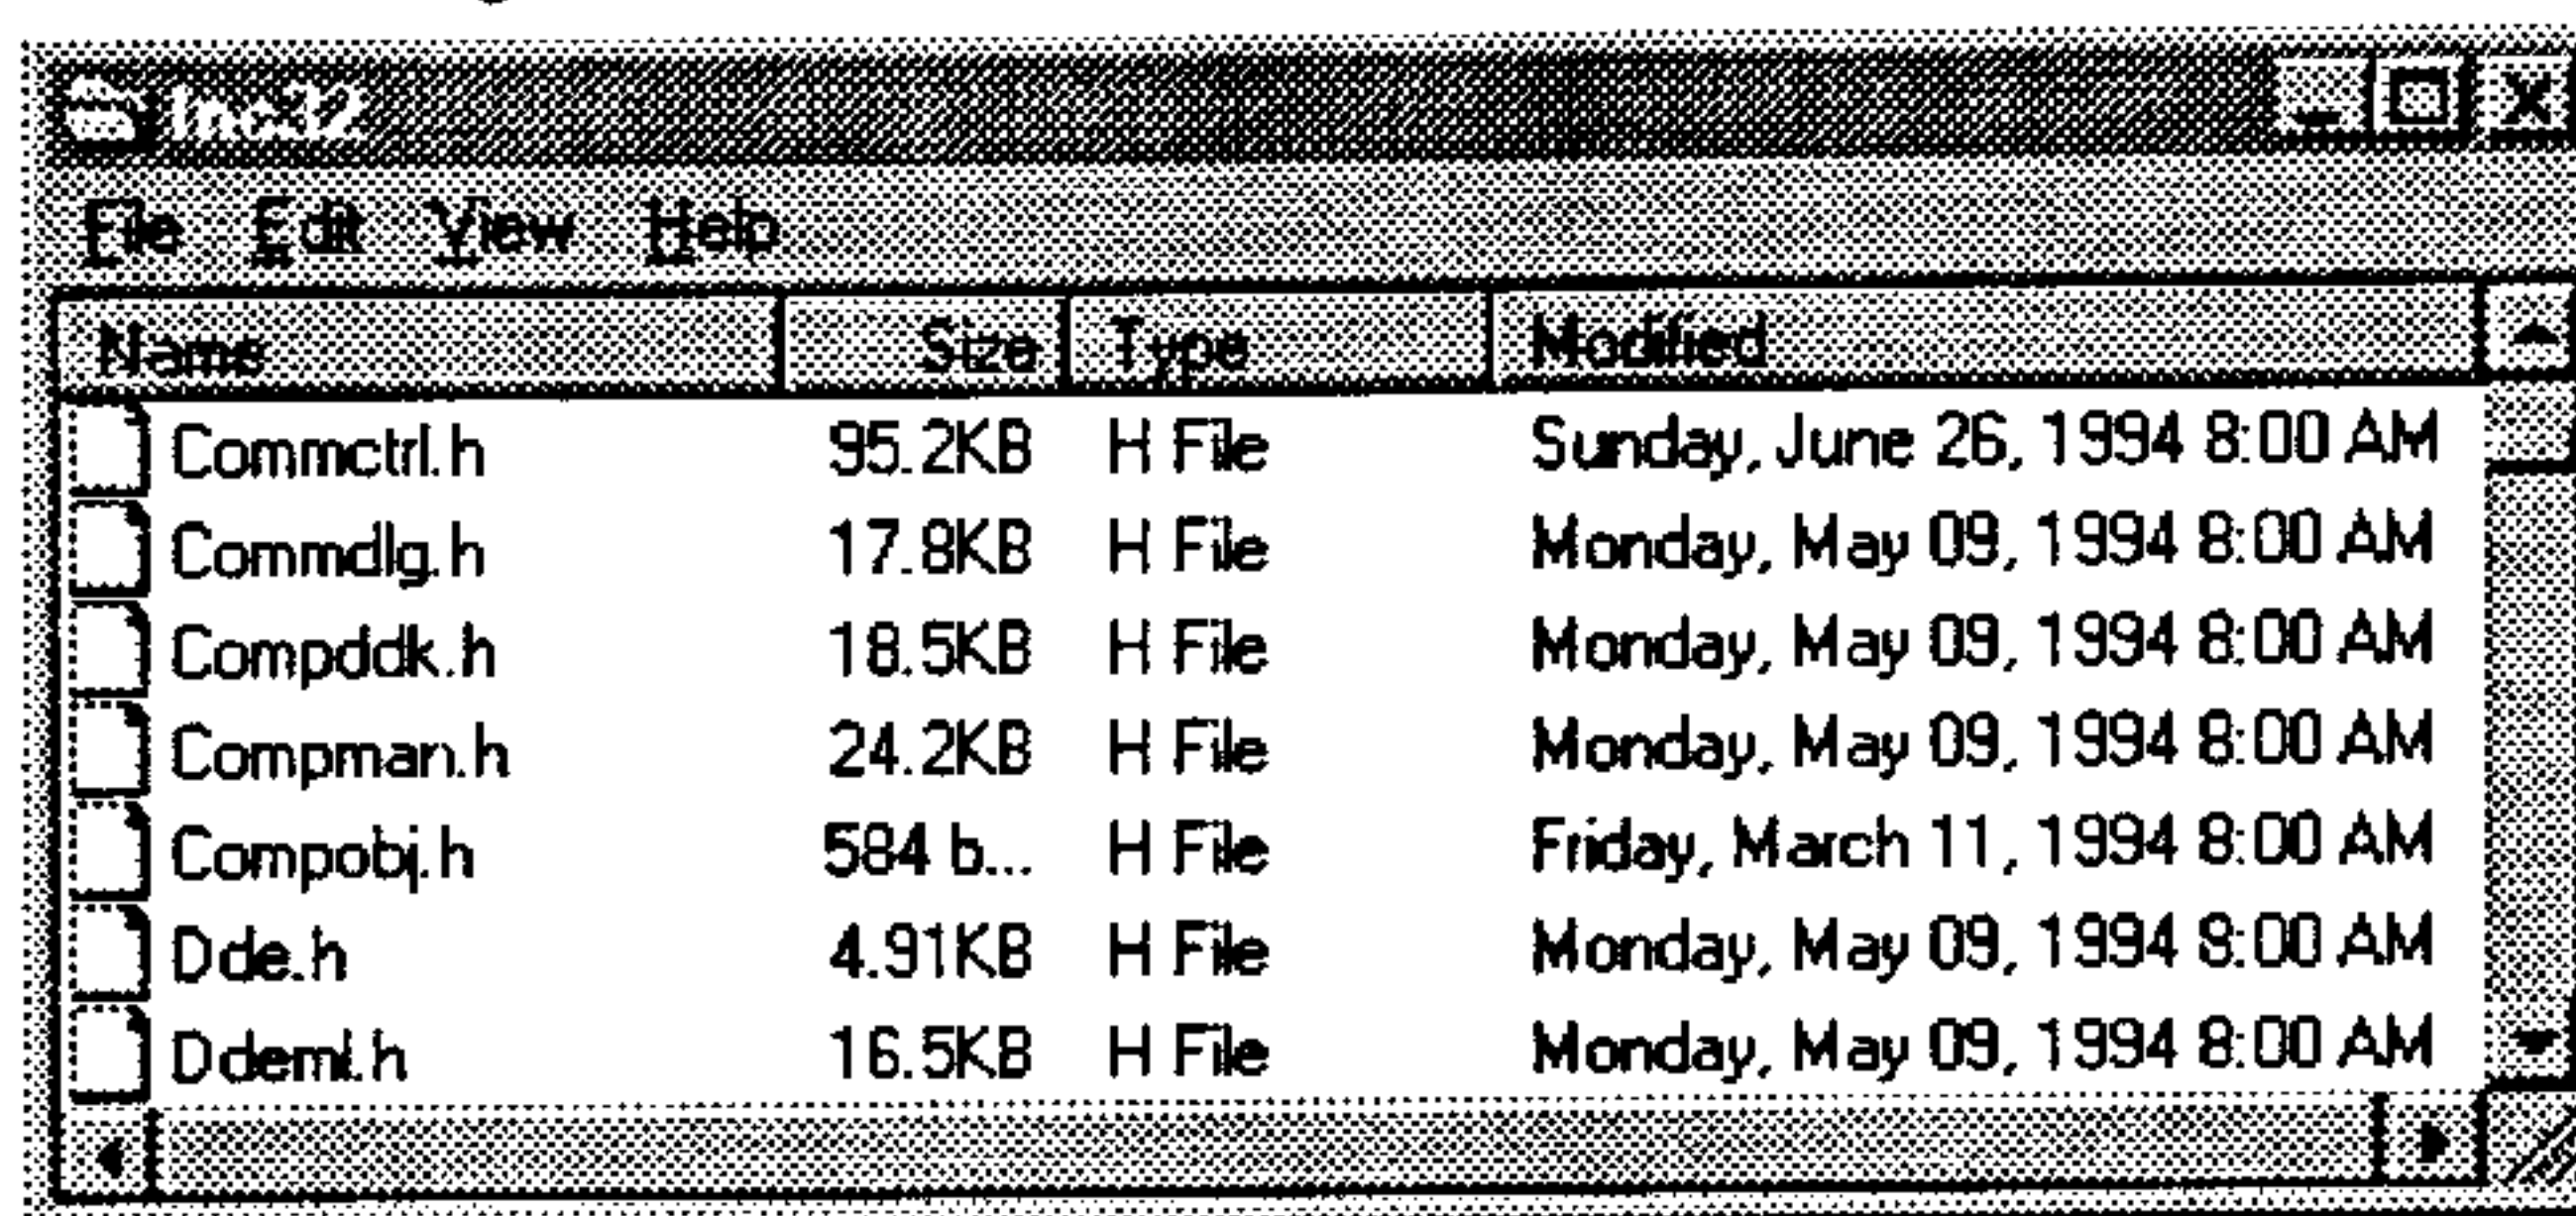 Inc32
File Edit View Help
Name Size Type Modified
Commctrl.h 95.2KB H File Sunday, June 26, 1994 8:00 AM
Commdlg.h 17.8KB H File Monday, May 09, 1994 8:00 AM
Compddk.h 18.5KB H File Monday, May 09, 1994 8:00 AM
Compman.h 24.2KB H File Monday, May 09, 1994 8:00 AM
Compobj.h 584 b... H File Friday, March 11, 1994 8:00 AM
Dde.h 4.91KB H File Monday, May 09, 1994 8:00 AM
Ddeml.h 16.5KB H File Monday, May 09, 1994 8:00 AM